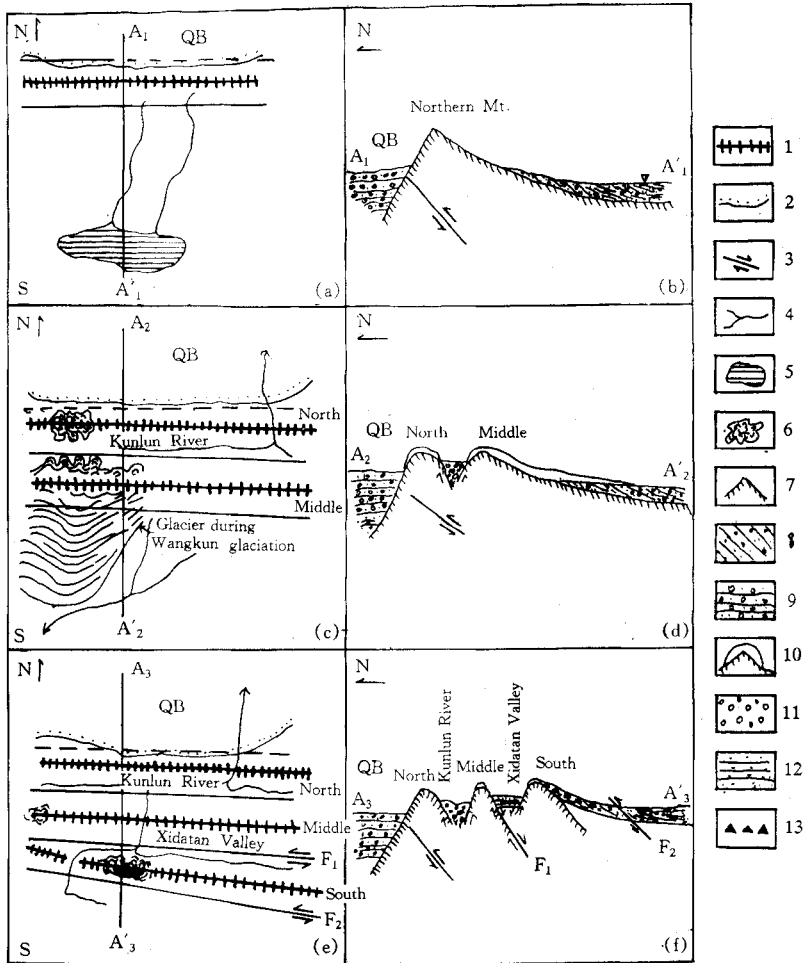 N A₁ QB
S A'₁ (a)
N
Northern Mt.
QB
A₁ A'₁
(b)
N A₂
QB
North
Kunlun River
Middle
Glacier during
Wangkun glaciation
S A'₂ (c)
N
QB North Middle
A₂ A'₂
(d)
N A₃
QB
Kunlun River
North
Middle
Xidatan Valley
F₁
South
F₂
S A'₃ (e)
N
QB North Kunlun River Middle Xidatan Valley South
A₃ A'₃
F₁ F₂
(f)
1
2
3
4
5
6
7
8
9
10
11
12
13